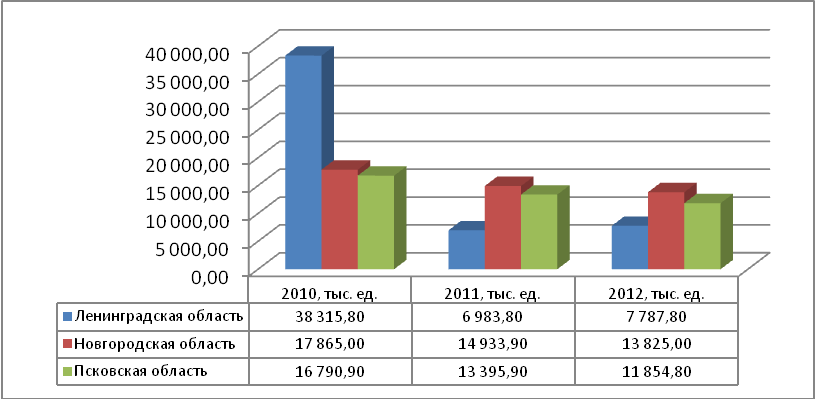 40 000,00
35 000,00
30 000,00
25 000,00
20 000,00
15 000,00
10 000,00
5 000,00
0,00
2010, тыс. ед. 2011, тыс. ед. 2012, тыс. ед.
Ленинградская область 38 315,80 6 983,80 7 787,80
Новгородская область 17 865,00 14 933,90 13 825,00
Псковская область 16 790,90 13 395,90 11 854,80